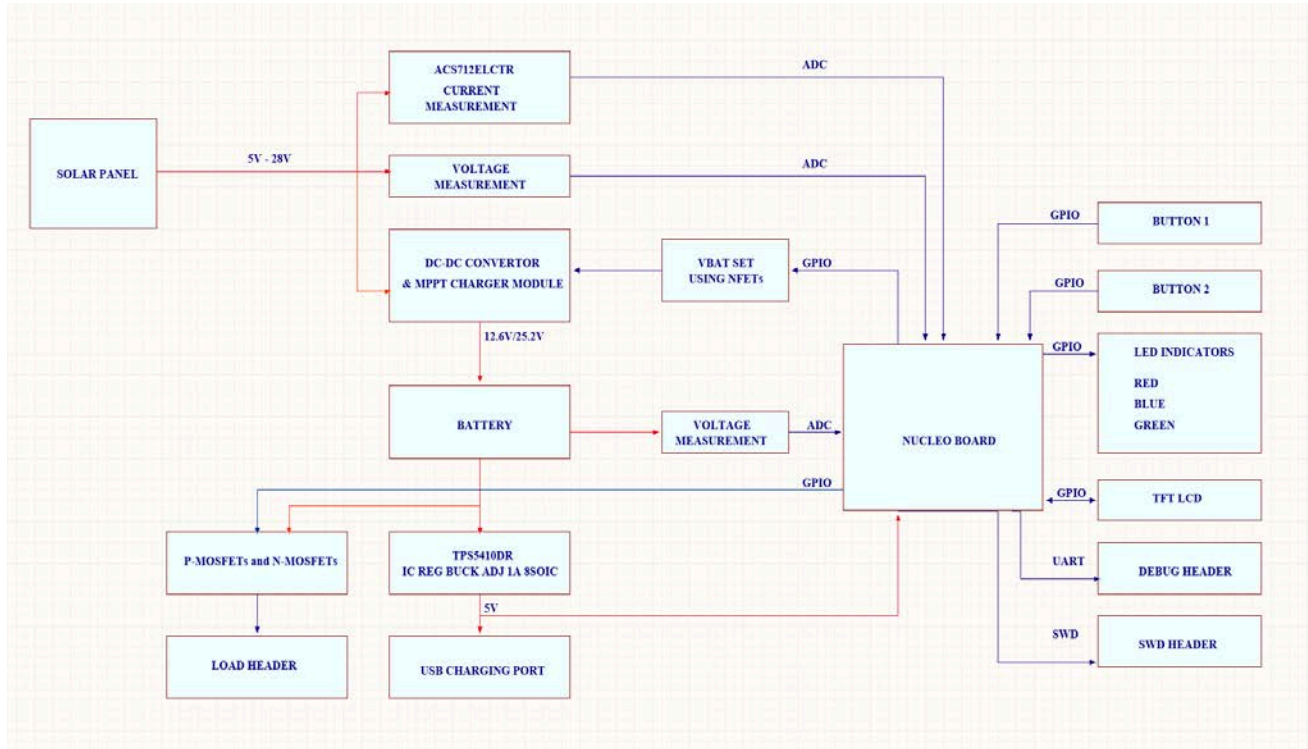 ACS712ELCTR
CURRENT
MEASUREMENT
ADC
SOLAR PANEL
5V - 28V
VOLTAGE
MEASUREMENT
ADC
DC-DC CONVERTOR
& MPPT CHARGER MODULE
VBAT SET
USING NFETs
GPIO
GPIO
BUTTON 1
GPIO
BUTTON 2
12.6V/25.2V
GPIO
LED INDICATORS
RED
BLUE
GREEN
BATTERY
VOLTAGE
MEASUREMENT
ADC
NUCLEO BOARD
GPIO
GPIO
TFT LCD
P-MOSFETs and N-MOSFETs
TPS5410DR
IC REG BUCK ADJ 1A 8SOIC
UART
DEBUG HEADER
5V
LOAD HEADER
USB CHARGING PORT
SWD
SWD HEADER